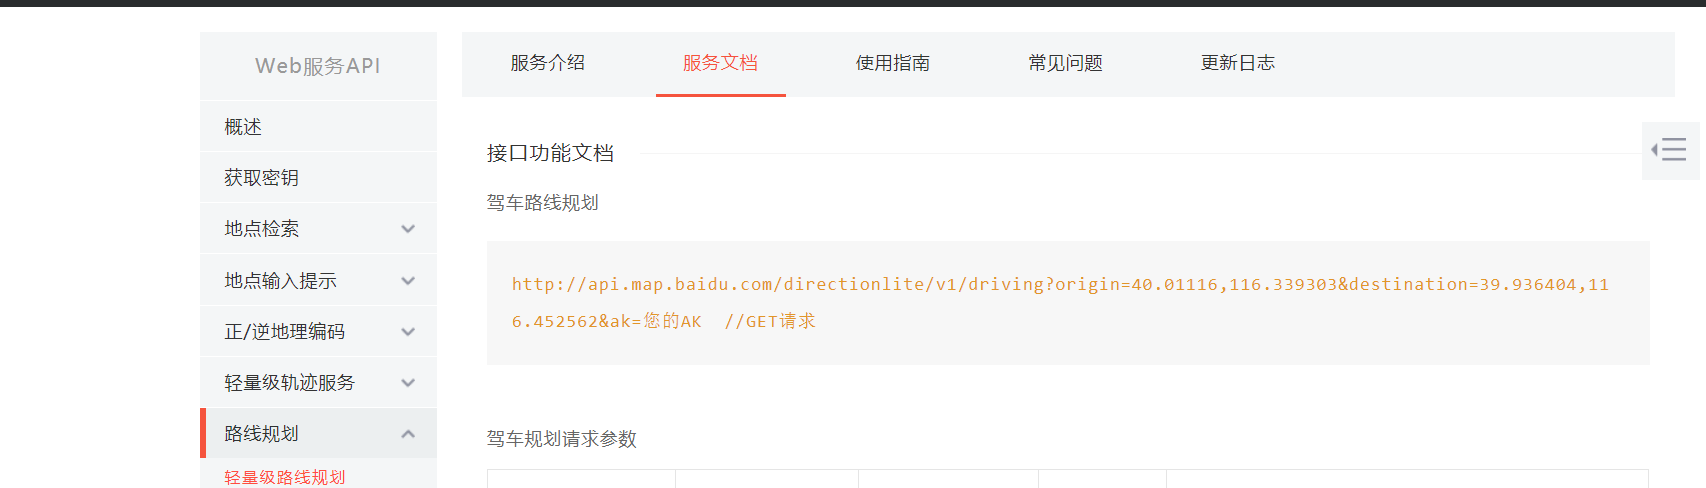 Web服务API
概述
获取密钥
地点检索
地点输入提示
正/逆地理编码
轻量级轨迹服务
路线规划
轻量级路线规划
服务介绍 服务文档 使用指南 常见问题 更新日志
接口功能文档
驾车路线规划
http://api.map.baidu.com/directionlite/v1/driving?origin=40.01116,116.339303&destination=39.936404,11
6.452562&ak=您的AK  //GET请求
驾车规划请求参数